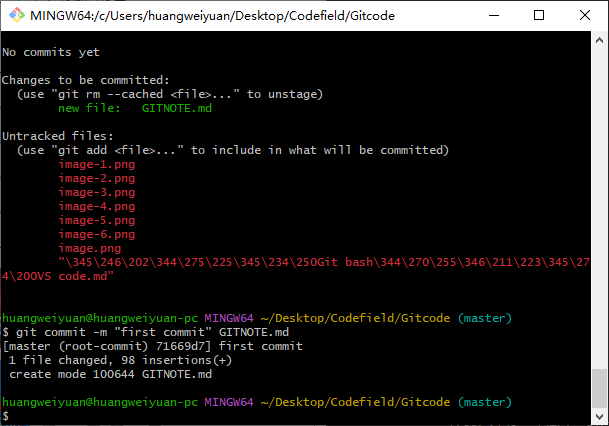 MINGW64:/c/Users/huangweiyuan/Desktop/Codefield/Gitcode
No commits yet
Changes to be committed:
  (use "git rm --cached <file>..." to unstage)
        new file:   GITNOTE.md
Untracked files:
  (use "git add <file>..." to include in what will be committed)
        image-1.png
        image-2.png
        image-3.png
        image-4.png
        image-5.png
        image-6.png
        image.png
        "\345\246\202\344\275\225\345\234\250Git bash\344\270\255\346\211\223\345\27
4\200VS code.md"
huangweiyuan@huangweiyuan-pc MINGW64 ~/Desktop/Codefield/Gitcode (master)
$ git commit -m "first commit" GITNOTE.md
[master (root-commit) 71669d7] first commit
 1 file changed, 98 insertions(+)
 create mode 100644 GITNOTE.md
huangweiyuan@huangweiyuan-pc MINGW64 ~/Desktop/Codefield/Gitcode (master)
$